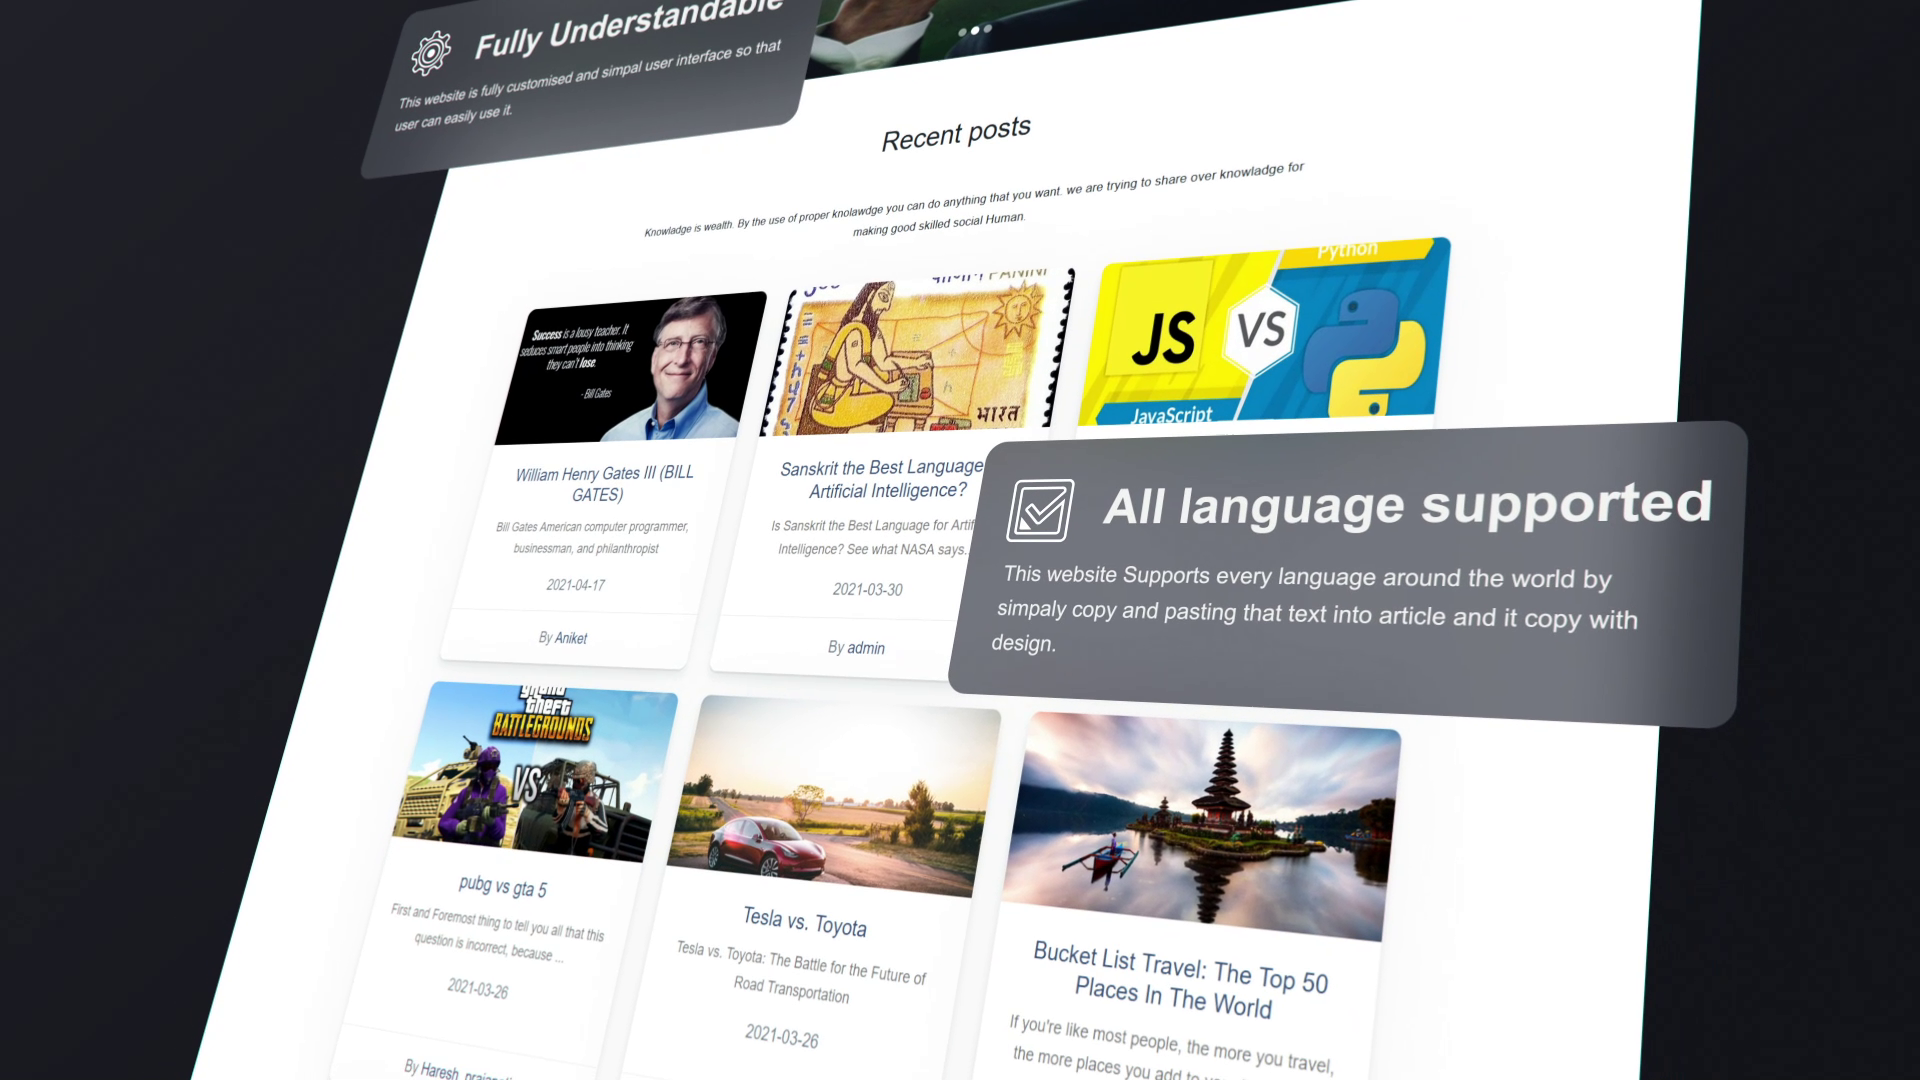 Fully Understandable
This website is fully customised and simpal user interface so that
user can easily use it.
Recent posts
Knowladge is wealth. By the use of proper knolawdge you can do anything that you want. we are trying to share over knowladge for
making good skilled social Human.
Success is a lousy teacher. It
seduces smart people into thinking
they can't lose.
- Bill Gates
PANINI
भारत
Python
JS
VS
JavaScript
William Henry Gates III (BILL
GATES)
Bill Gates American computer programmer,
businessman, and philanthropist
2021-04-17
By Aniket
Sanskrit the Best Language
Artificial Intelligence?
Is Sanskrit the Best Language for
Intelligence? See what NASA says..
2021-03-30
By admin
All language supported
This website Supports every language around the world by
simpaly copy and pasting that text into article and it copy with
design.
grand
theft
BATTLEGROUNDS
VS
pubg vs gta 5
First and Foremost thing to tell you all that this
question is incorrect, because ...
2021-03-26
By Haresh
Tesla vs. Toyota
Tesla vs. Toyota: The Battle for the Future of
Road Transportation
2021-03-26
Bucket List Travel: The Top 50
Places In The World
If you're like most people, the more you travel,
the more places you add to